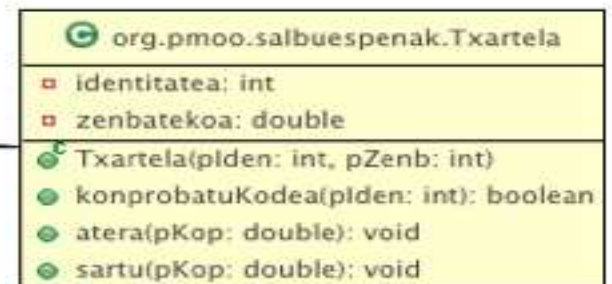 org.pmoo.salbuespenak.Txartela
identitatea: int
zenbatekoa: double
Txartela(pIden: int, pZenb: int)
konprobatuKodea(pIden: int): boolean
atera(pKop: double): void
sartu(pKop: double): void